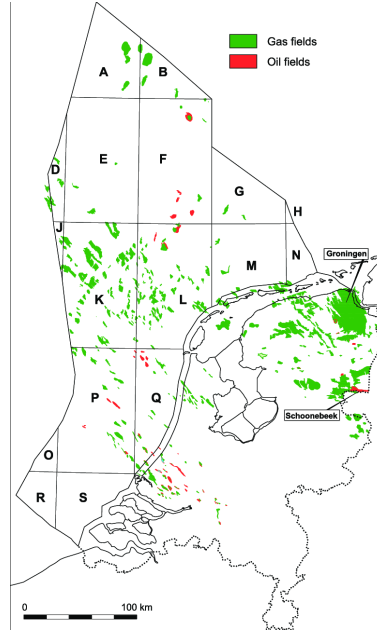 Gas fields
Oil fields
A
B
D
E
F
G
H
J
K
L
M
N
Groningen
P
Q
Schoonebeek
O
R
S
0
100 km